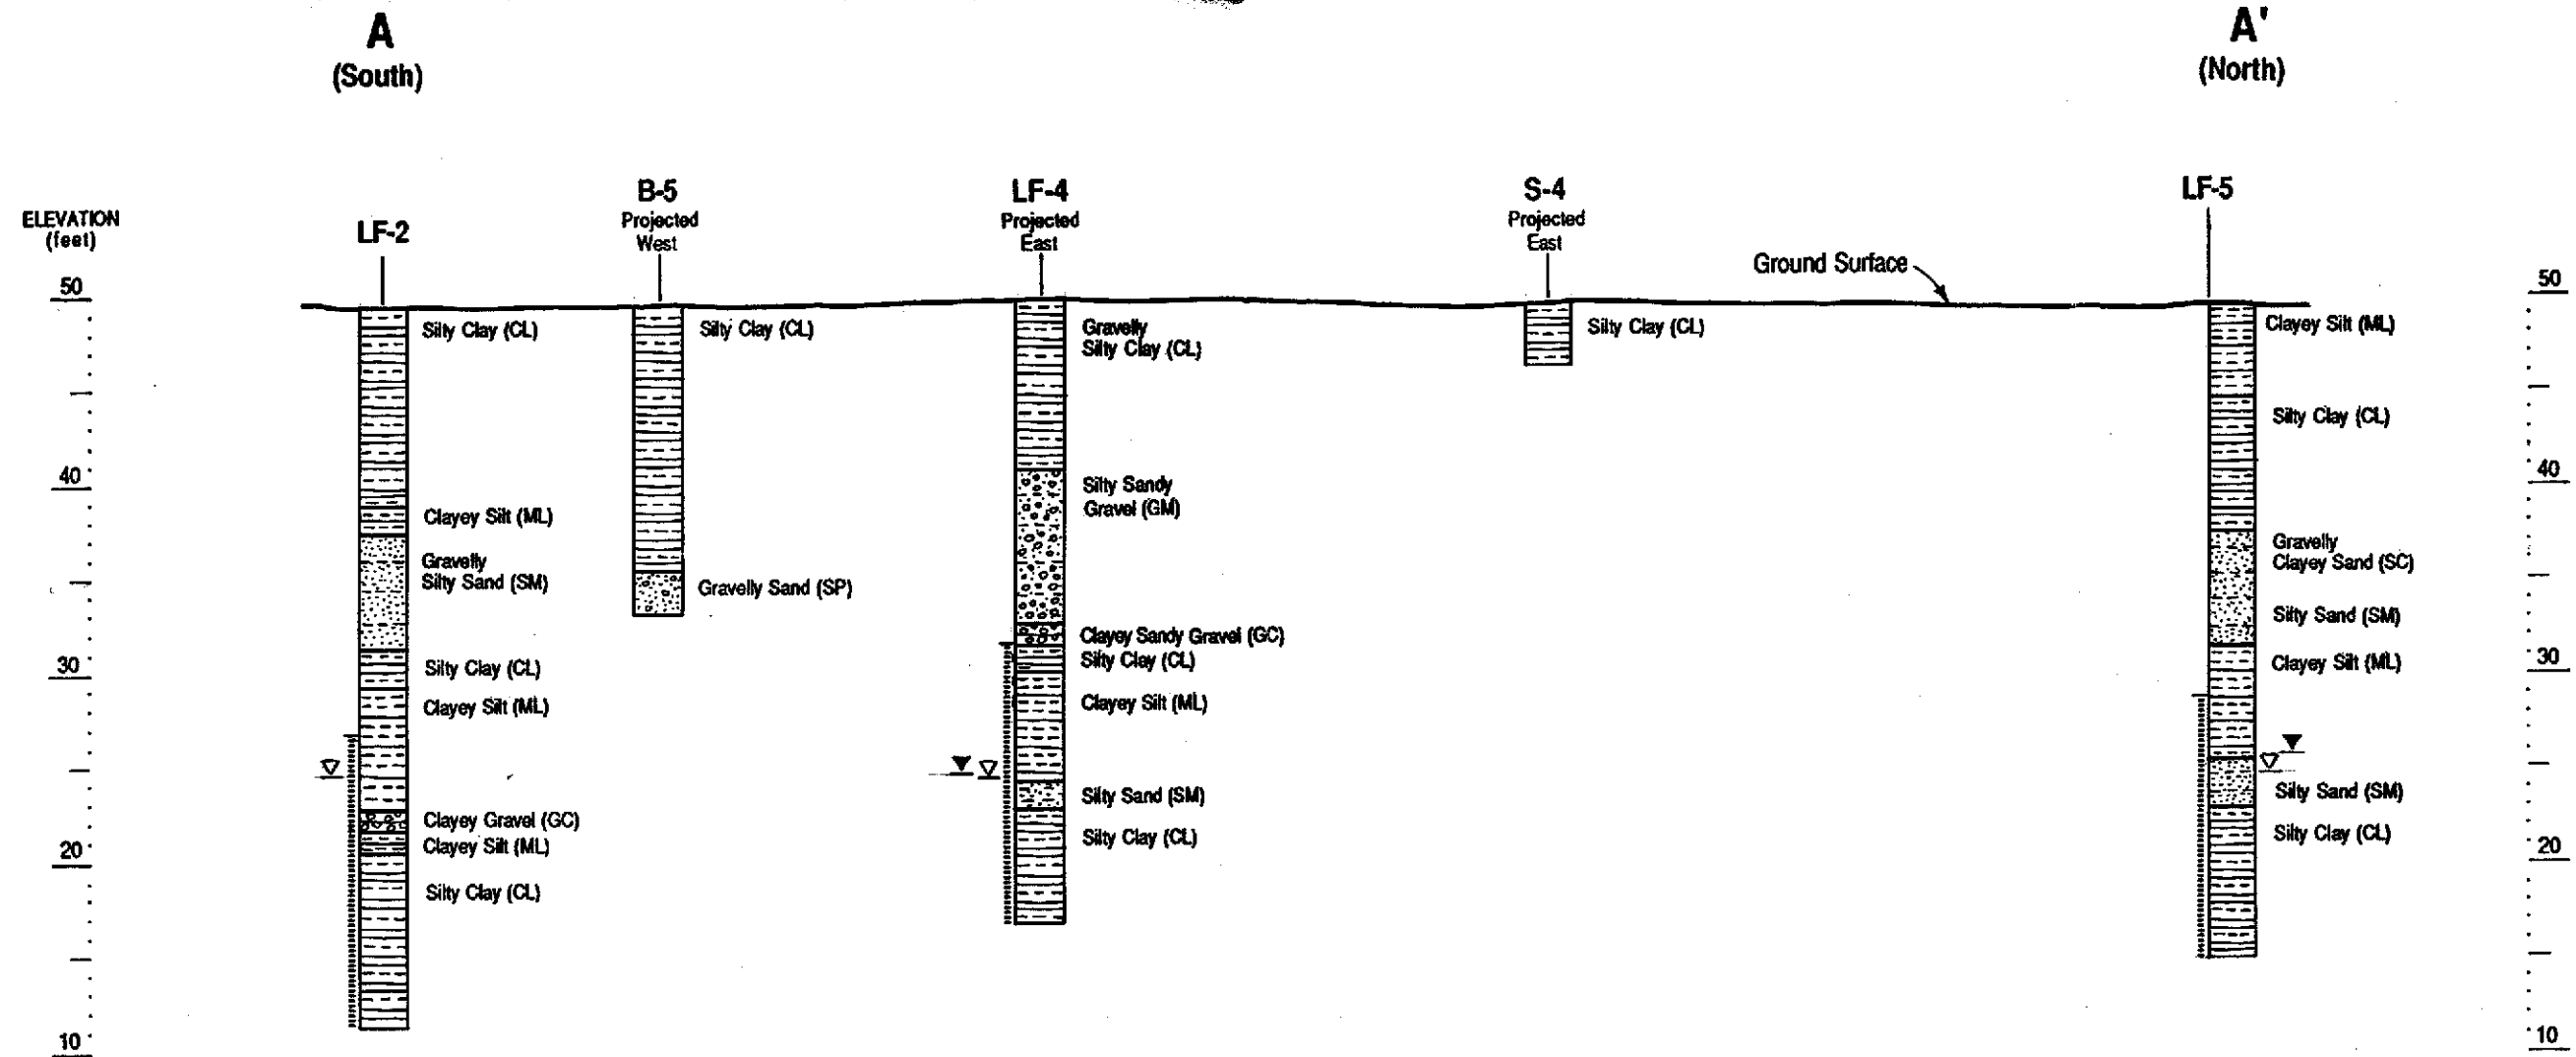 A
(South)
A'
(North)
ELEVATION
(feet)
LF-2
B-5
Projected
West
LF-4
Projected
East
S-4
Projected
East
LF-5
Ground Surface
50
40
30
20
10
50
40
30
20
10
Silty Clay (CL)
Clayey Silt (ML)
Gravelly
Silty Sand (SM)
Silty Clay (CL)
Clayey Silt (ML)
Clayey Gravel (GC)
Clayey Silt (ML)
Silty Clay (CL)
Silty Clay (CL)
Gravelly Sand (SP)
Gravelly
Silty Clay (CL)
Silty Sandy
Gravel (GM)
Clayey Sandy Gravel (GC)
Silty Clay (CL)
Clayey Silt (ML)
Silty Sand (SM)
Silty Clay (CL)
Silty Clay (CL)
Clayey Silt (ML)
Silty Clay (CL)
Gravelly
Clayey Sand (SC)
Silty Sand (SM)
Clayey Silt (ML)
Silty Sand (SM)
Silty Clay (CL)